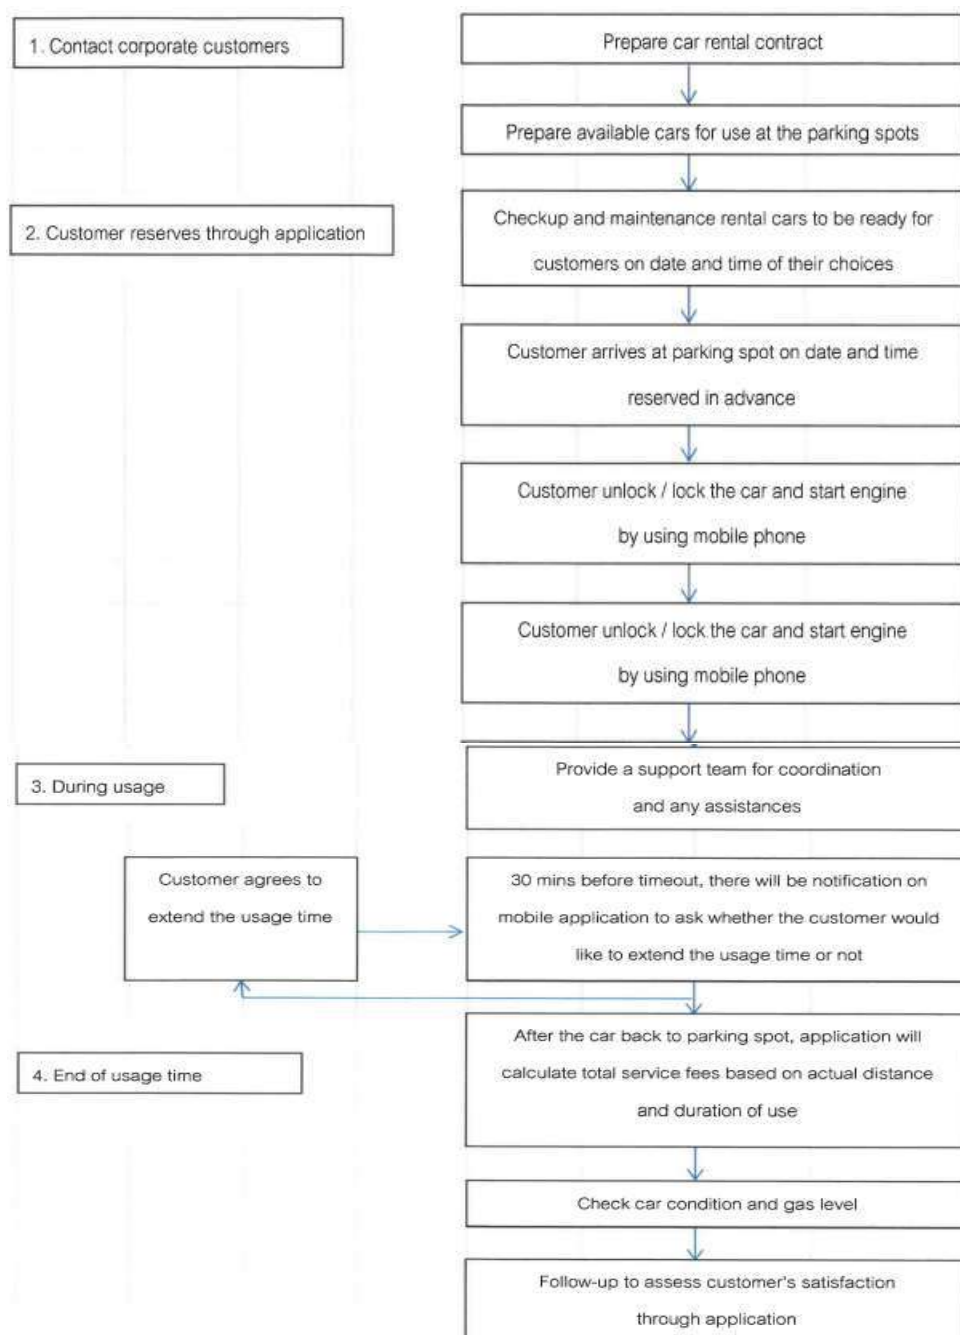 1. Contact corporate customers
Prepare car rental contract
Prepare available cars for use at the parking spots
2. Customer reserves through application
Checkup and maintenance rental cars to be ready for
customers on date and time of their choices
Customer arrives at parking spot on date and time
reserved in advance
Customer unlock / lock the car and start engine
by using mobile phone
Customer unlock / lock the car and start engine
by using mobile phone
3. During usage
Provide a support team for coordination
and any assistances
Customer agrees to
extend the usage time
30 mins before timeout, there will be notification on
mobile application to ask whether the customer would
like to extend the usage time or not
4. End of usage time
After the car back to parking spot, application will
calculate total service fees based on actual distance
and duration of use
Check car condition and gas level
Follow-up to assess customer's satisfaction
through application